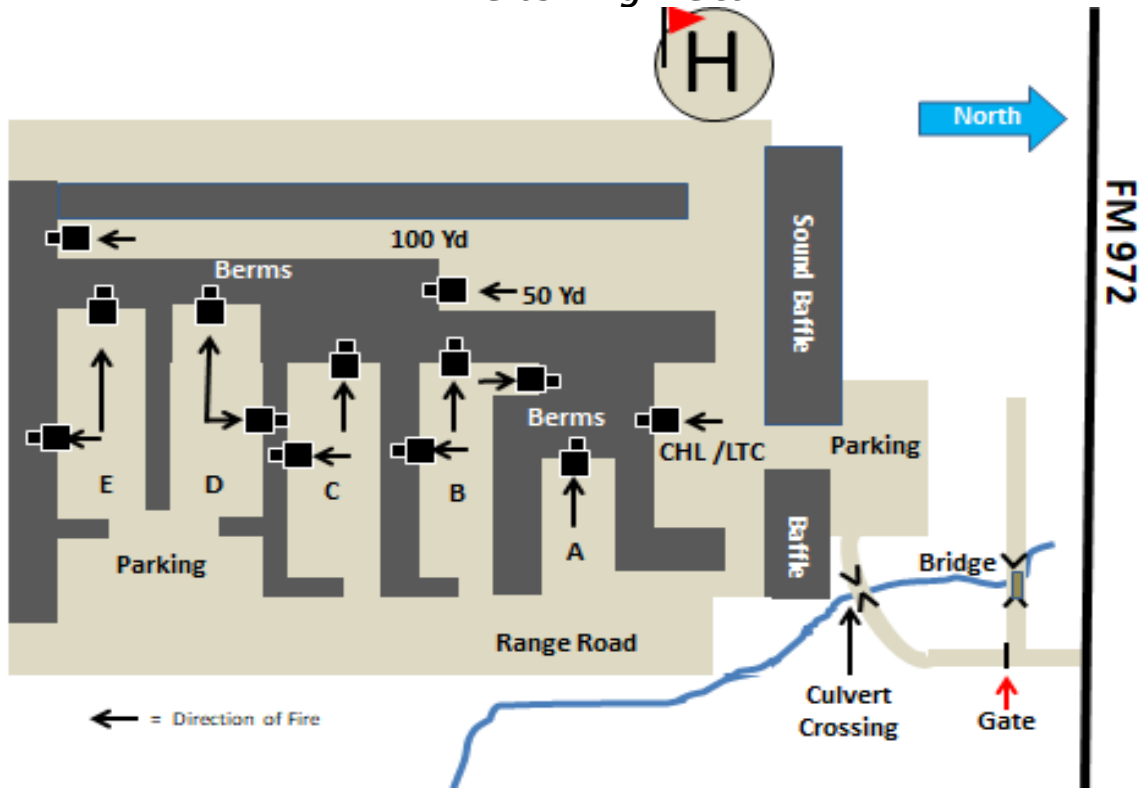 H
North
FM 972
Sound Baffle
100 Yd
Berms
50 Yd
Berms
CHL /LTC
Parking
E
D
C
B
A
Baffle
Bridge
Parking
Range Road
Culvert
Crossing
Gate
= Direction of Fire